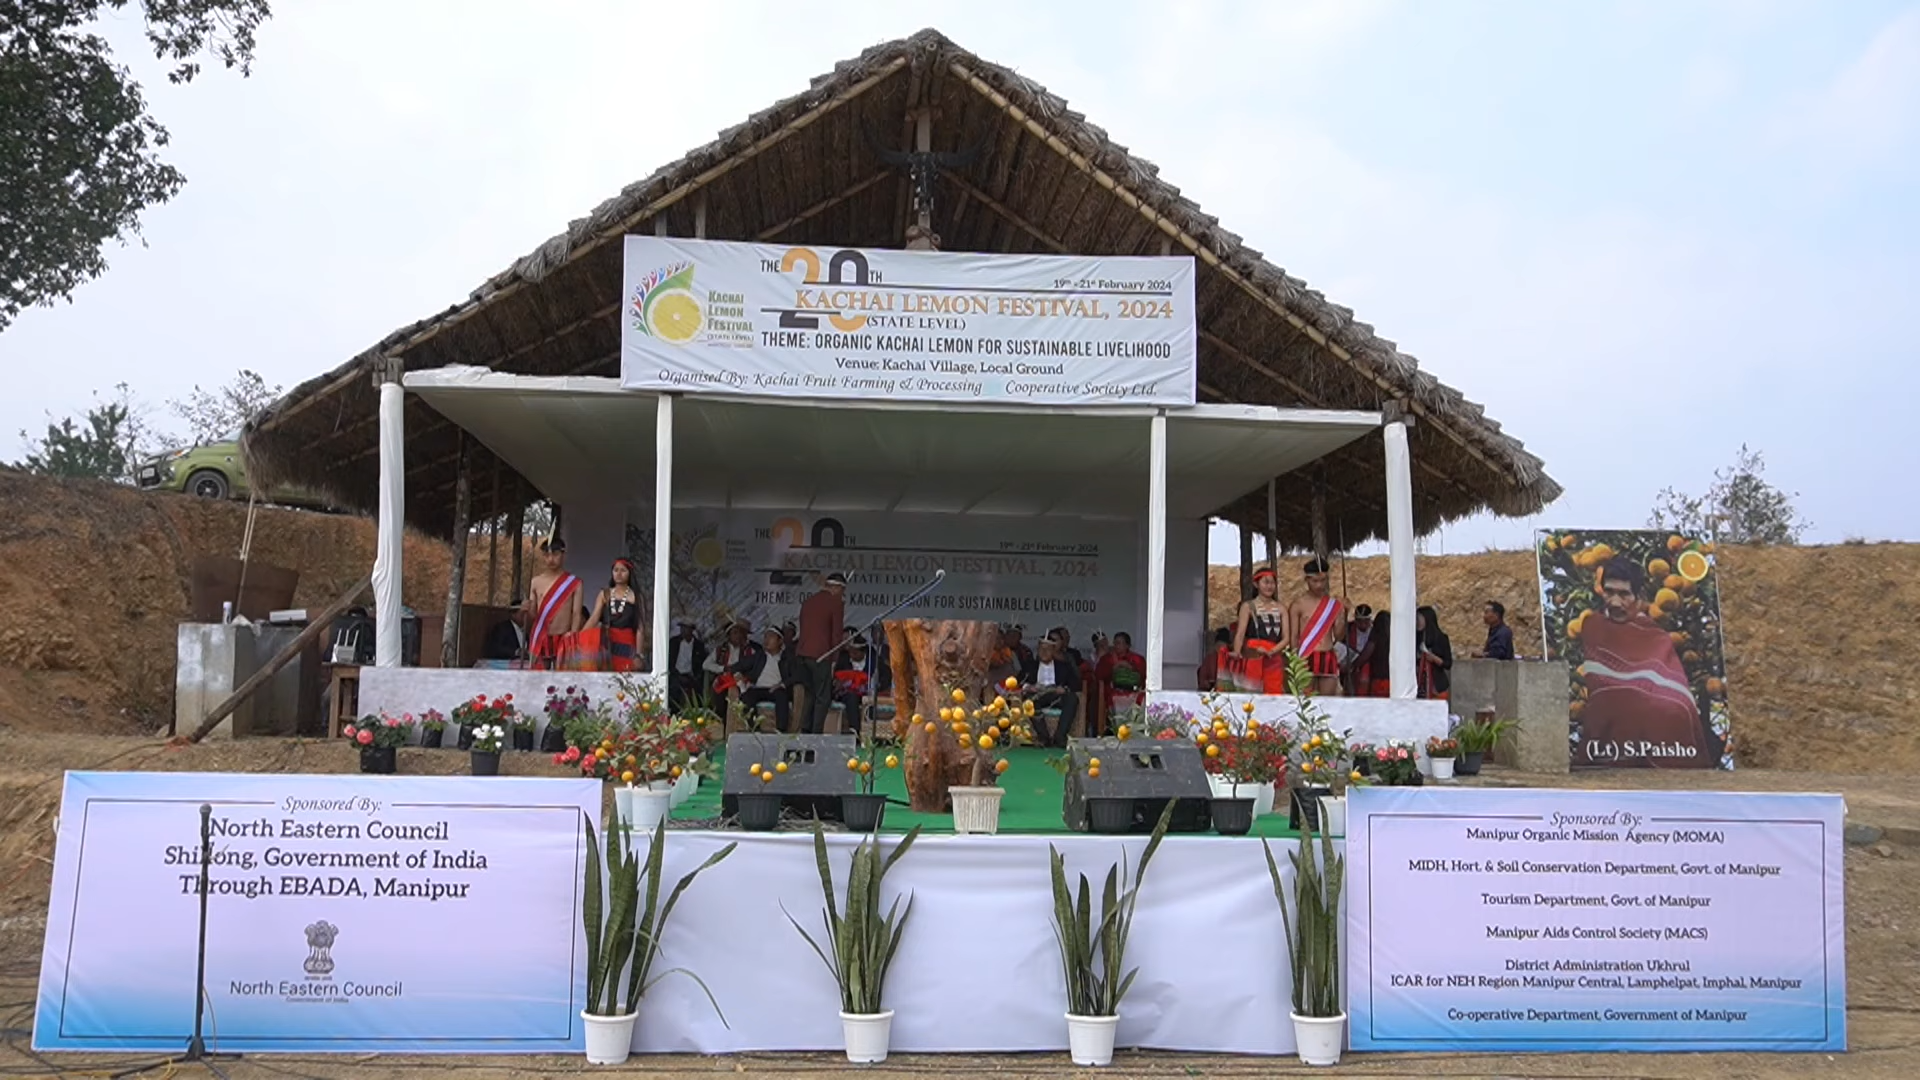 THE 20TH
19th - 21st February 2024
KACHAI LEMON FESTIVAL, 2024
(STATE LEVEL)
THEME: ORGANIC KACHAI LEMON FOR SUSTAINABLE LIVELIHOOD
Venue: Kachai Village, Local Ground
Organised By: Kachai Fruit Farming & Processing Cooperative Society Ltd.
KACHAI
LEMON
FESTIVAL
(STATE LEVEL)
THE 20TH
19th - 21st February 2024
KACHAI LEMON FESTIVAL, 2024
(STATE LEVEL)
THEME: ORGANIC KACHAI LEMON FOR SUSTAINABLE LIVELIHOOD
(Lt) S.Paisho
Sponsored By:
North Eastern Council
Shillong, Government of India
Through EBADA, Manipur
North Eastern Council
Government of India
Sponsored By:
Manipur Organic Mission Agency (MOMA)
MIDH, Hort. & Soil Conservation Department, Govt. of Manipur
Tourism Department, Govt. of Manipur
Manipur Aids Control Society (MACS)
District Administration Ukhrul
ICAR for NEH Region Manipur Central, Lamphelpat, Imphal, Manipur
Co-operative Department, Government of Manipur